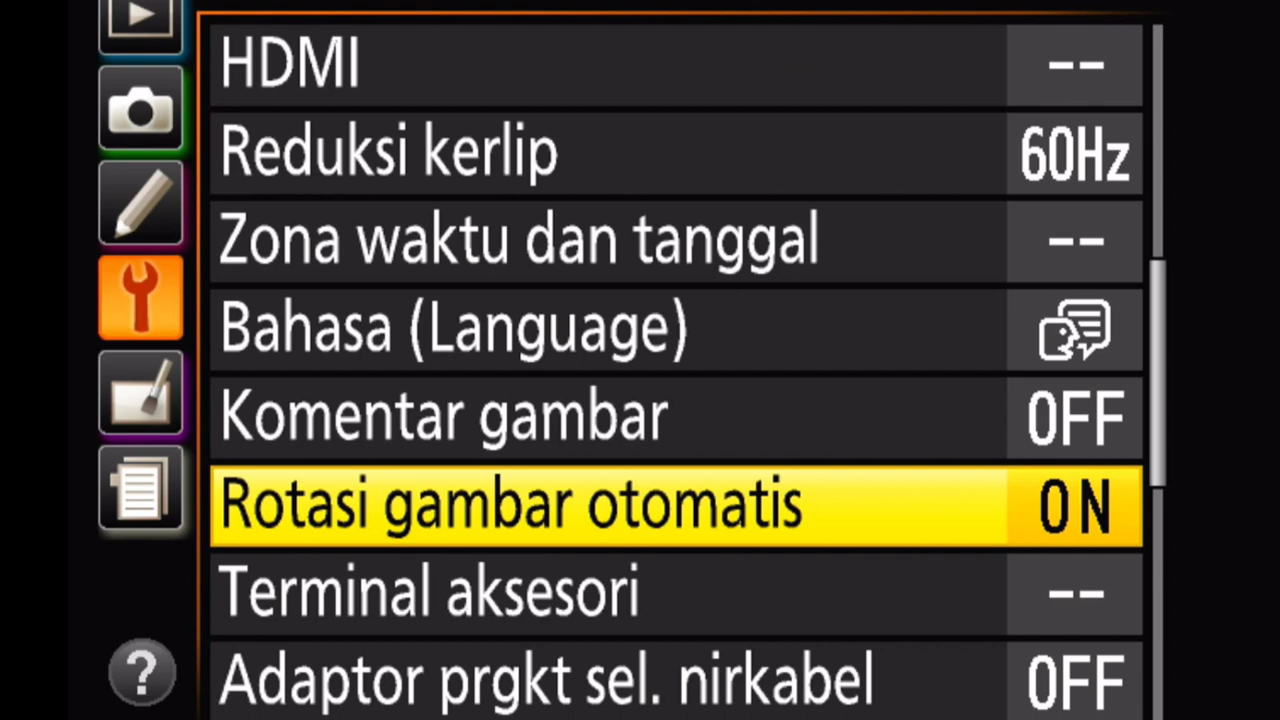 HDMI --
Reduksi kerlip 60Hz
Zona waktu dan tanggal --
Bahasa (Language)
Komentar gambar OFF
Rotasi gambar otomatis ON
Terminal aksesori --
Adaptor prgkt sel. nirkabel OFF
?